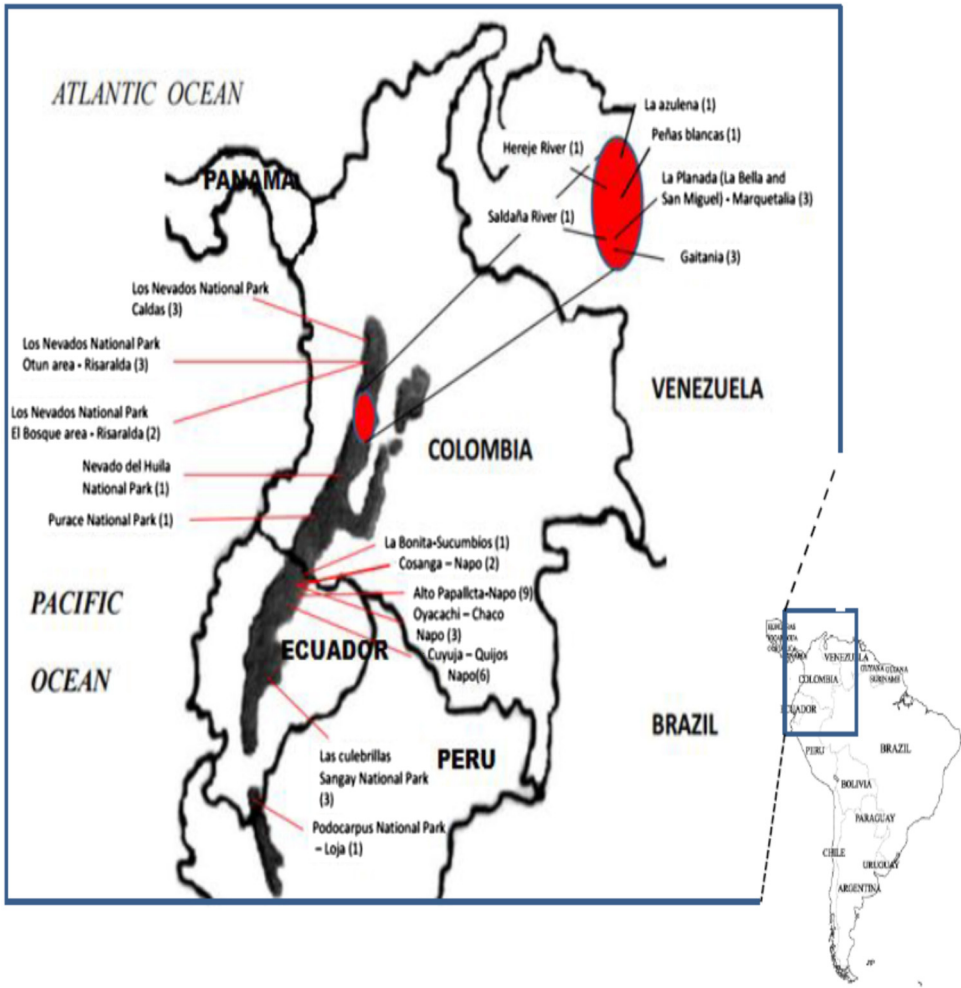 ATLANTIC OCEAN
PANAMA
La azulena (1)
Peñas blancas (1)
Hereje River (1)
La Planada (La Bella and
San Miguel) - Marquetalia (3)
Saldaña River (1)
Gaitania (3)
Los Nevados National Park
Caldas (3)
Los Nevados National Park
Otun area - Risaralda (3)
Los Nevados National Park
El Bosque area - Risaralda (2)
Nevado del Huila
National Park (1)
Purace National Park (1)
VENEZUELA
COLOMBIA
La Bonita-Sucumbios (1)
Cosanga – Napo (2)
Alto Papallcta-Napo (9)
Oyacachi – Chaco
Napo (3)
Cuyuja – Quijos
Napo(6)
PACIFIC
OCEAN
ECUADOR
BRAZIL
PERU
Las culebrillas
Sangay National Park
(3)
Podocarpus National Park
– Loja (1)
VENEZUELA
GUYANA
GUIANA
SURINAME
COLOMBIA
ECUADOR
PERU
BRAZIL
BOLIVIA
PARAGUAY
CHILE
URUGUAY
ARGENTINA